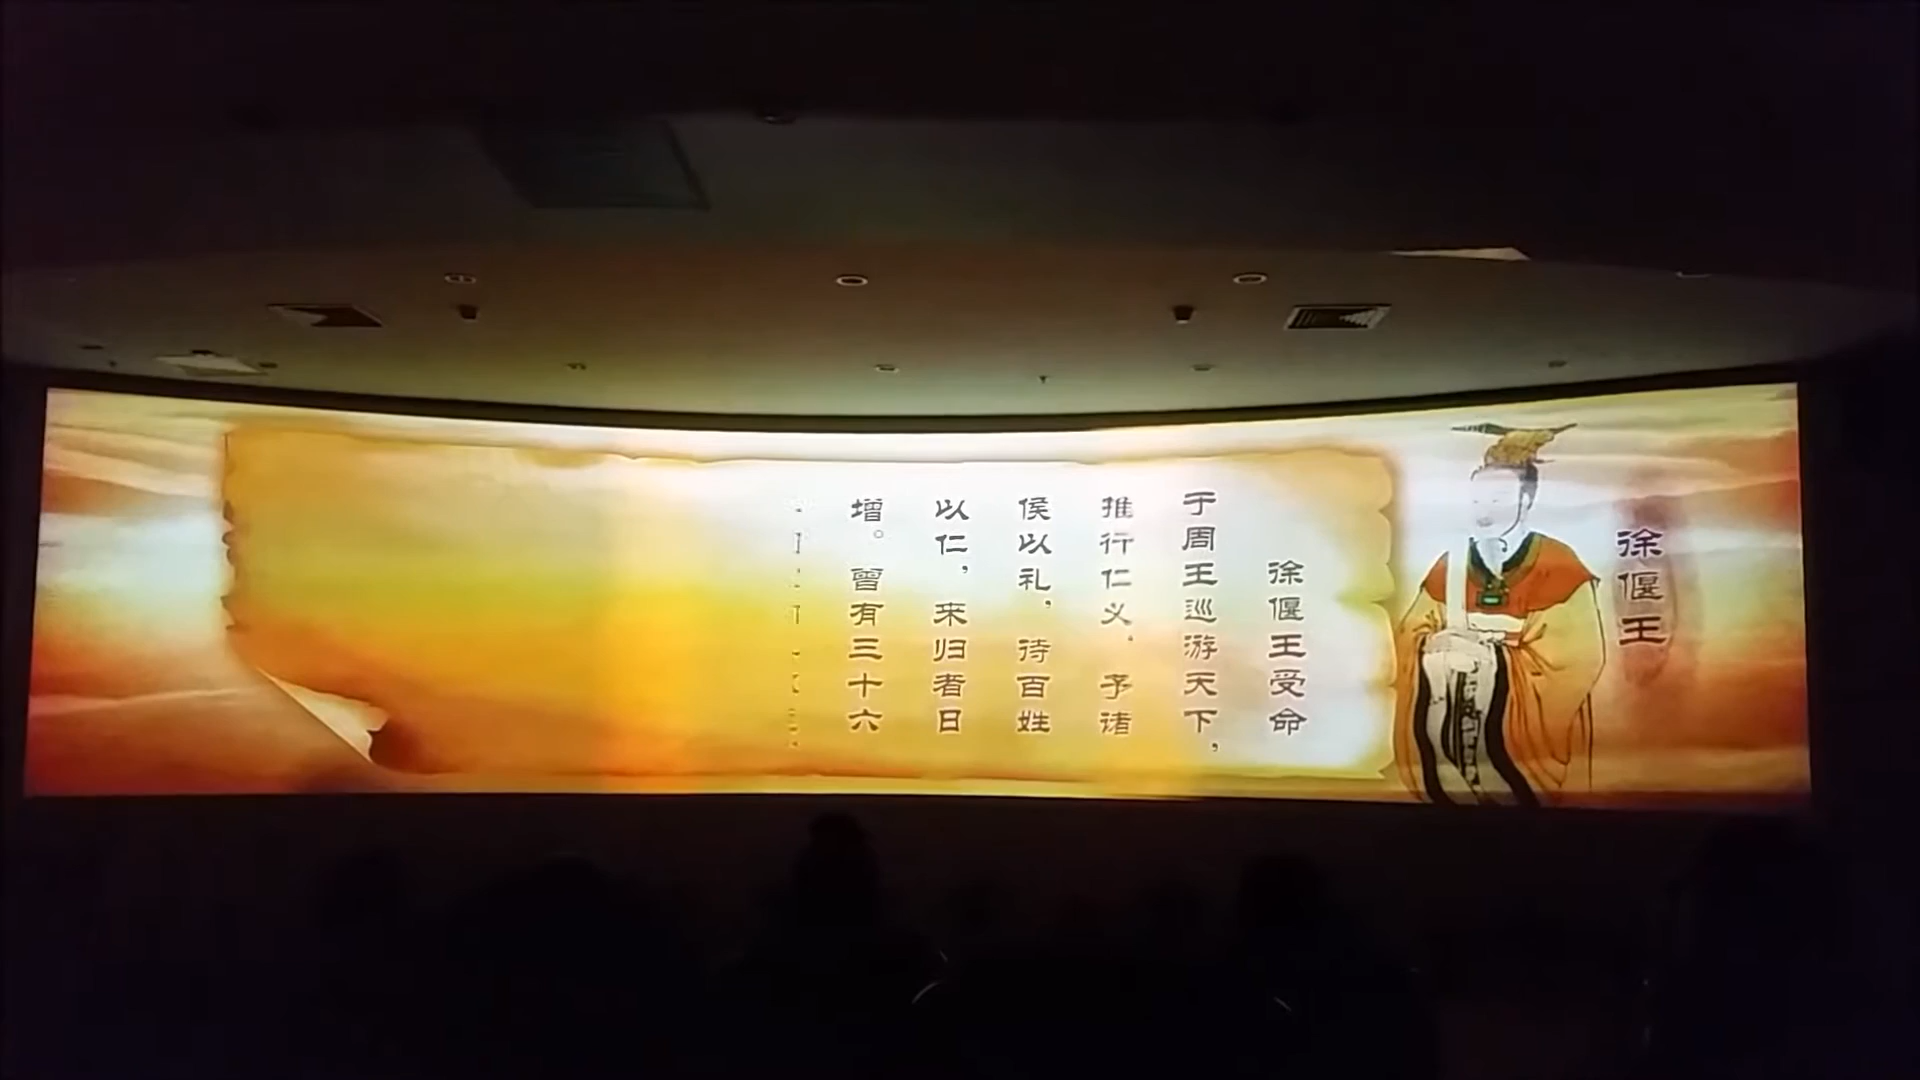 徐偃王
徐偃王受命
于周王巡游天下，
推行仁义。予诸
侯以礼，待百姓
以仁，来归者日
增。曾有三十六